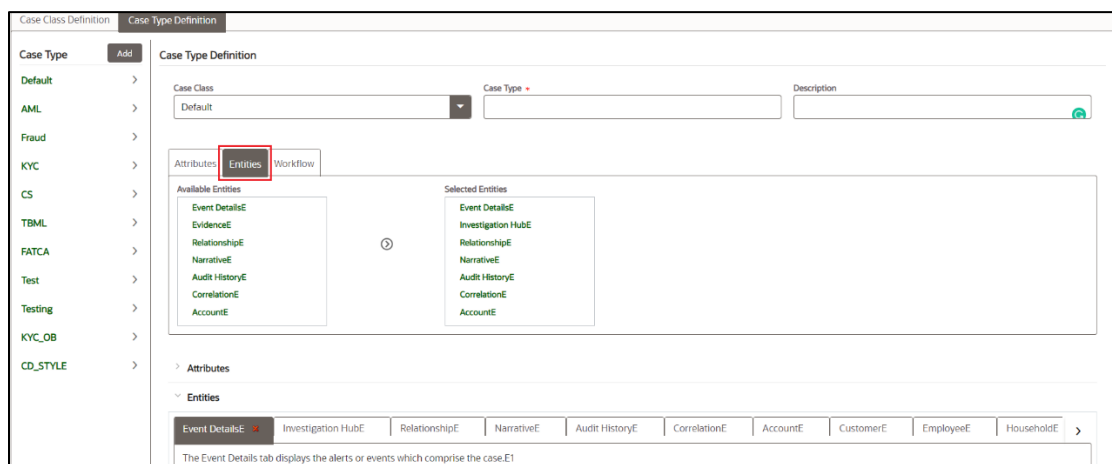 Case Class Definition Case Type Definition
Case Type Add
Default
AML
Fraud
KYC
CS
TBML
FATCA
Test
Testing
KYC_OB
CD_STYLE
Case Type Definition
Case Class Case Type + Description
Default
Attributes Entities Workflow
Available Entities
Event DetailsE
EvidenceE
RelationshipE
NarrativeE
Audit HistoryE
CorrelationE
AccountE
Selected Entities
Event DetailsE
Investigation HubE
RelationshipE
NarrativeE
Audit HistoryE
CorrelationE
AccountE
Attributes
Entities
Event DetailsE Investigation HubE RelationshipE NarrativeE Audit HistoryE CorrelationE AccountE CustomerE EmployeeE HouseholdE
The Event Details tab displays the alerts or events which comprise the case.E1